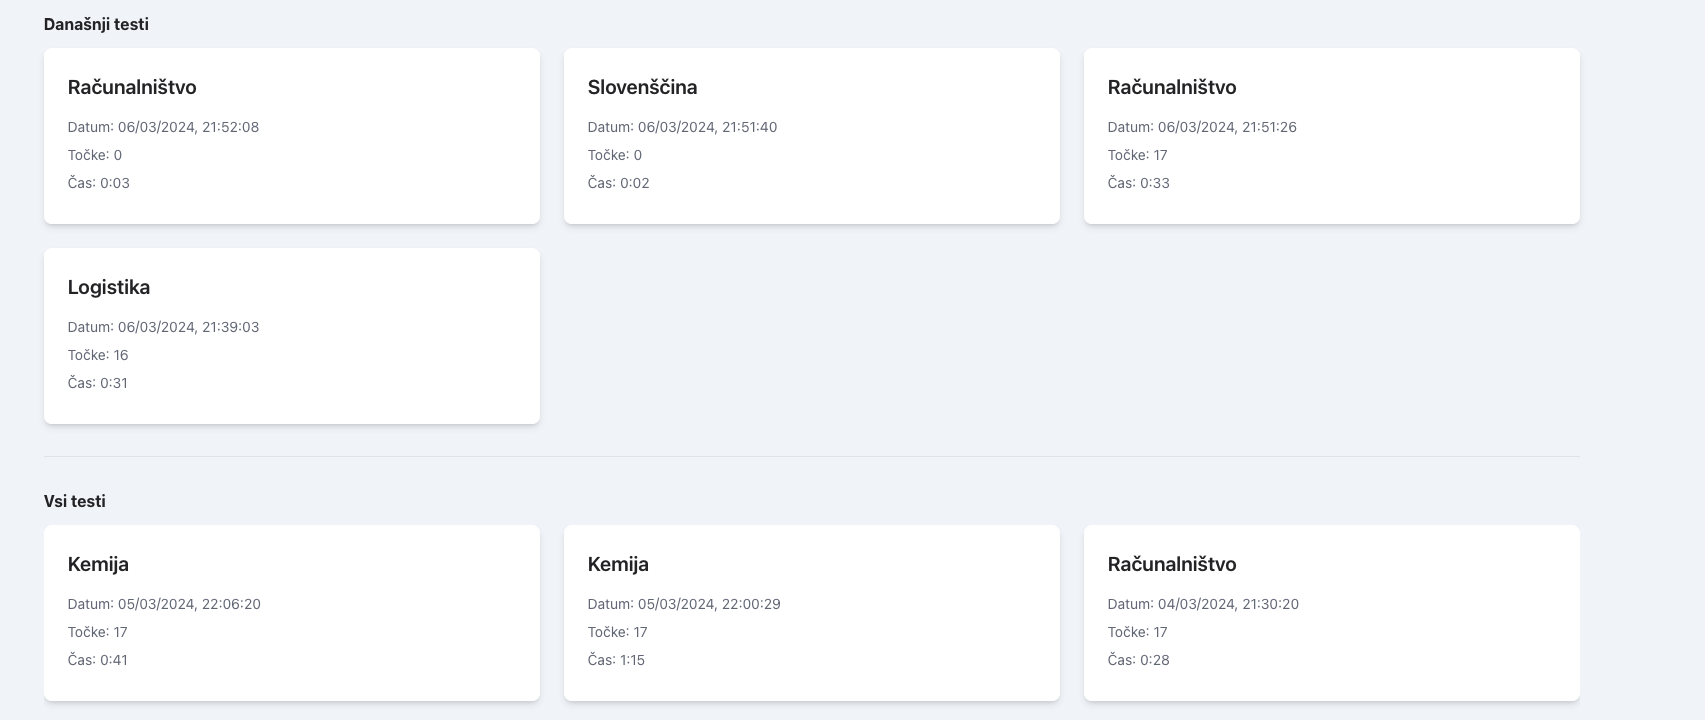 Današnji testi
Računalništvo
Datum: 06/03/2024, 21:52:08
Točke: 0
Čas: 0:03
Slovenščina
Datum: 06/03/2024, 21:51:40
Točke: 0
Čas: 0:02
Računalništvo
Datum: 06/03/2024, 21:51:26
Točke: 17
Čas: 0:33
Logistika
Datum: 06/03/2024, 21:39:03
Točke: 16
Čas: 0:31
Vsi testi
Kemija
Datum: 05/03/2024, 22:06:20
Točke: 17
Čas: 0:41
Kemija
Datum: 05/03/2024, 22:00:29
Točke: 17
Čas: 1:15
Računalništvo
Datum: 04/03/2024, 21:30:20
Točke: 17
Čas: 0:28